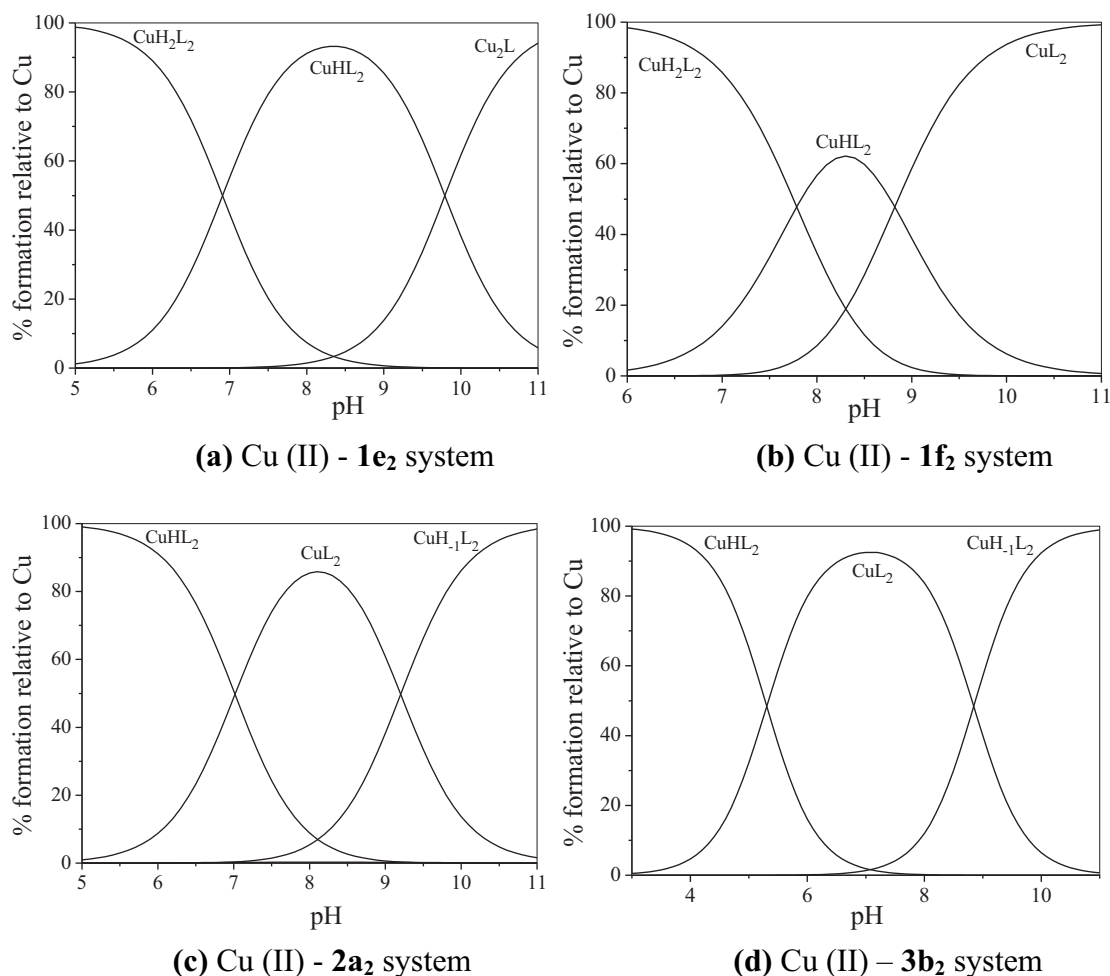 % formation relative to Cu
100
80
60
40
20
0
CuH₂L₂
CuHL₂
Cu₂L
5 6 7 8 9 10 11
pH
(a) Cu (II) - 1e₂ system
% formation relative to Cu
100
80
60
40
20
0
CuH₂L₂
CuHL₂
CuL₂
6 7 8 9 10 11
pH
(b) Cu (II) - 1f₂ system
% formation relative to Cu
100
80
60
40
20
0
CuHL₂
CuL₂
CuH₋₁L₂
5 6 7 8 9 10 11
pH
(c) Cu (II) - 2a₂ system
% formation relative to Cu
100
80
60
40
20
0
CuHL₂
CuL₂
CuH₋₁L₂
4 6 8 10
pH
(d) Cu (II) – 3b₂ system